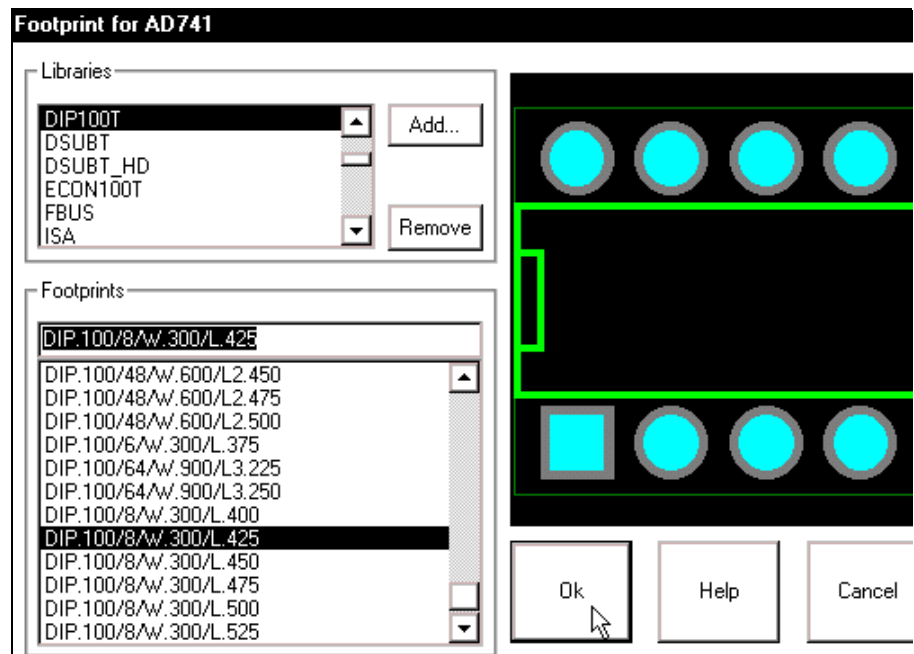 Footprint for AD741
Libraries
DIP100T
DSUBT
DSUBT_HD
ECON100T
FBUS
ISA
Add...
Remove
Footprints
DIP.100/8/W.300/L.425
DIP.100/48/W.600/L2.450
DIP.100/48/W.600/L2.475
DIP.100/48/W.600/L2.500
DIP.100/6/W.300/L.375
DIP.100/64/W.900/L3.225
DIP.100/64/W.900/L3.250
DIP.100/8/W.300/L.400
DIP.100/8/W.300/L.425
DIP.100/8/W.300/L.450
DIP.100/8/W.300/L.475
DIP.100/8/W.300/L.500
DIP.100/8/W.300/L.525
Ok
Help
Cancel